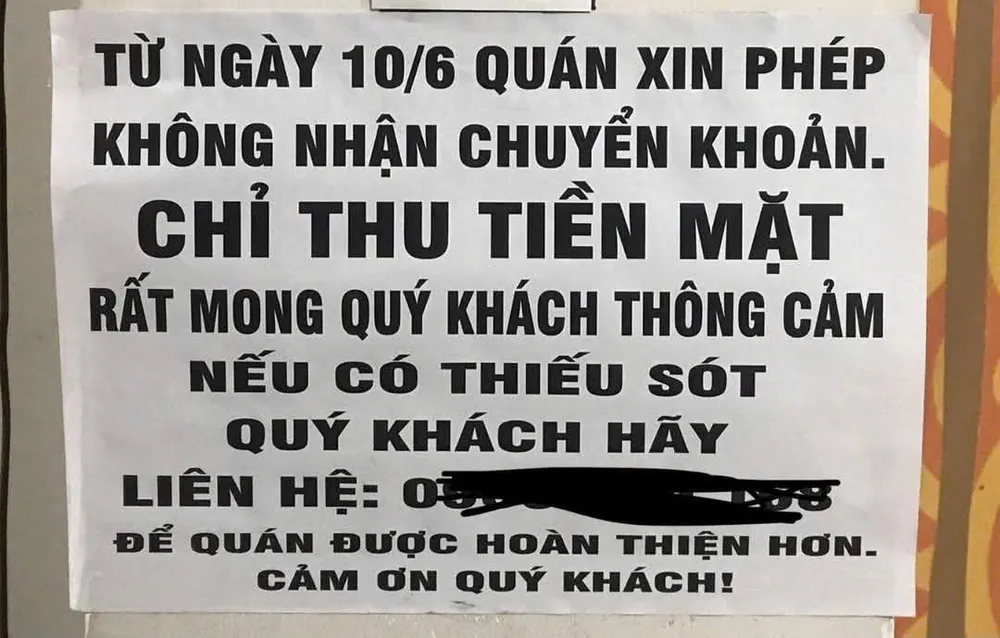 TỪ NGÀY 10/6 QUÁN XIN PHÉP
KHÔNG NHẬN CHUYỂN KHOẢN.
CHỈ THU TIỀN MẶT
RẤT MONG QUÝ KHÁCH THÔNG CẢM
NẾU CÓ THIẾU SÓT
QUÝ KHÁCH HÃY
LIÊN HỆ:
ĐỂ QUÁN ĐƯỢC HOÀN THIỆN HƠN.
CẢM ƠN QUÝ KHÁCH!